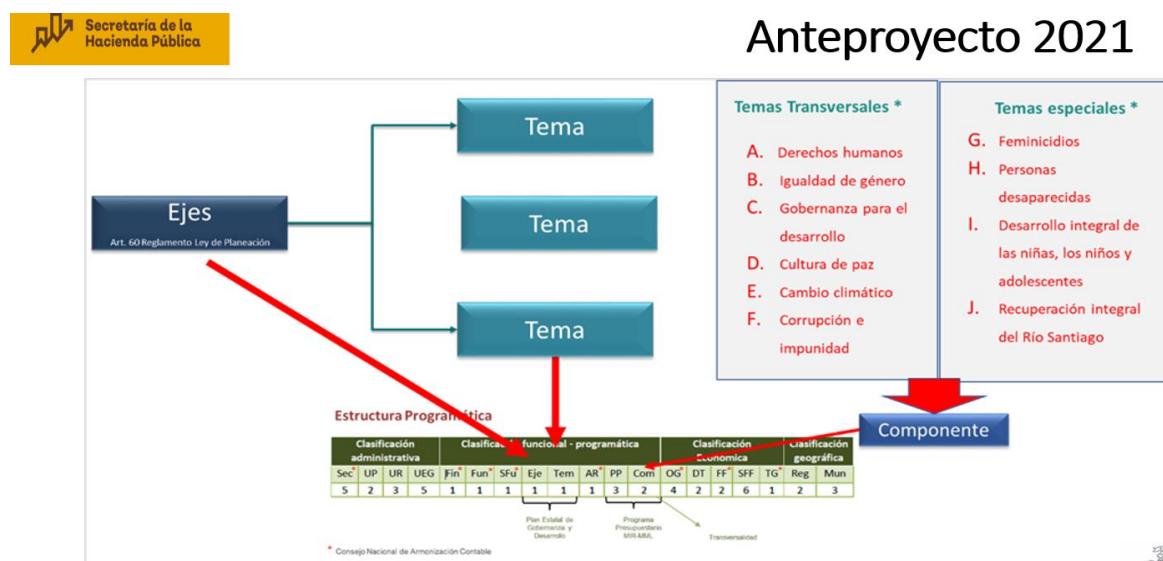 Secretaría de la
Hacienda Pública
Anteproyecto 2021
Ejes
Art. 60 Reglamento Ley de Planeación
Tema
Tema
Tema
Temas Transversales *
A. Derechos humanos
B. Igualdad de género
C. Gobernanza para el
desarrollo
D. Cultura de paz
E. Cambio climático
F. Corrupción e
impunidad
Temas especiales *
G. Feminicidios
H. Personas
desaparecidas
I. Desarrollo integral de
las niñas, los niños y
adolescentes
J. Recuperación integral
del Río Santiago
Componente
Estructura Programática
Clasificación
administrativa
Clasificación funcional - programática
Clasificación
Económica
Clasificación
geográfica
Sec* UP UR UEG Fin* Fun* SFu* Eje Tem AR* PP Com OG* DT FF* SFF TG* Reg Mun
5 2 3 5 1 1 1 1 1 1 3 2 4 2 2 6 1 2 3
Plan Estatal de
Gobernanza y
Desarrollo
Programa
Presupuestario
MIR-MML
Transversalidad
* Consejo Nacional de Armonización Contable